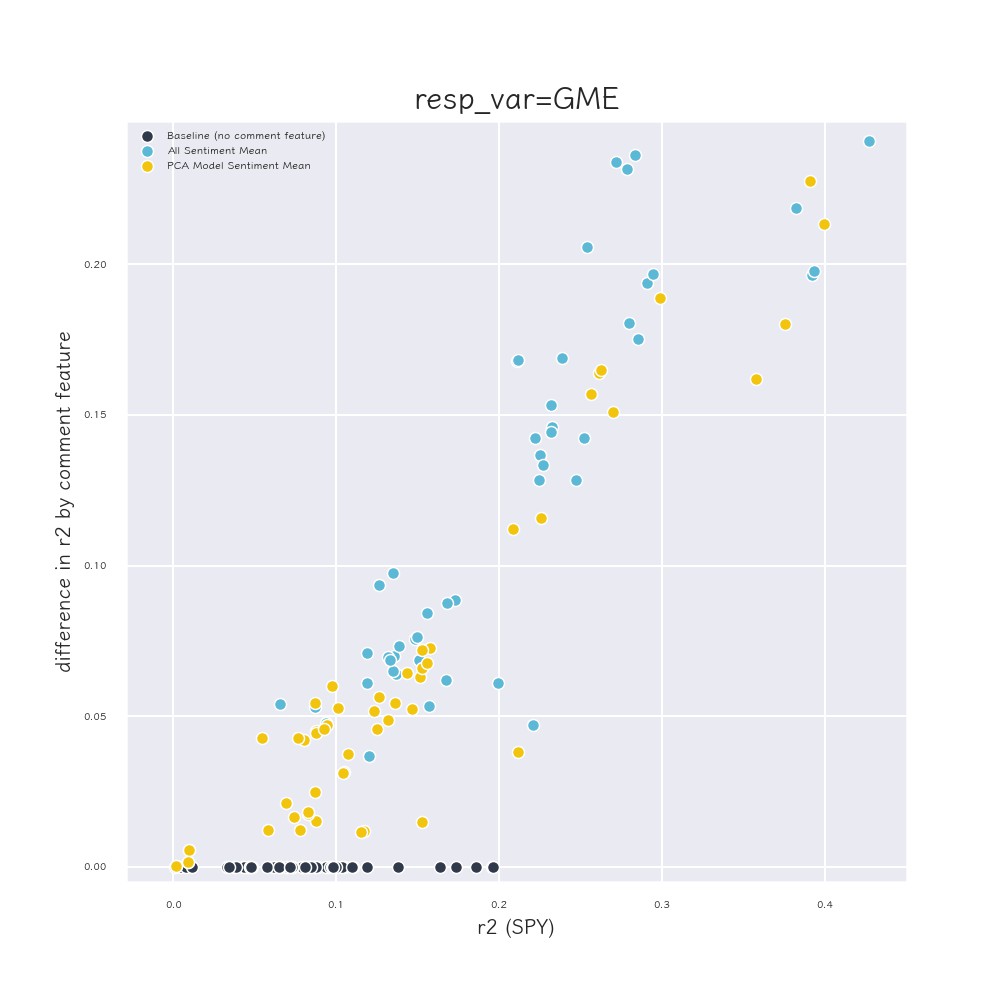 resp_var=GME
Baseline (no comment feature)
All Sentiment Mean
PCA Model Sentiment Mean
difference in r2 by comment feature
0.20
0.15
0.10
0.05
0.00
0.0 0.1 0.2 0.3 0.4
r2 (SPY)